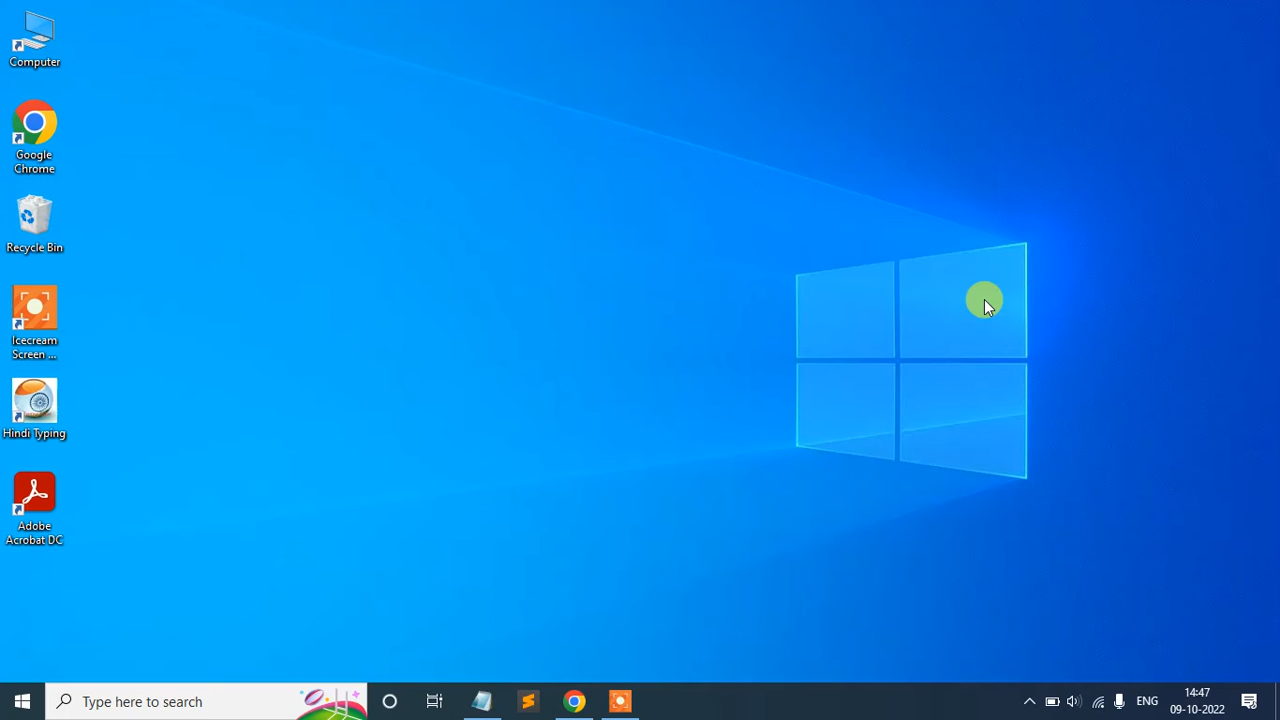 Computer
Google
Chrome
Recycle Bin
Icecream
Screen ...
Hindi Typing
Adobe
Acrobat DC
Type here to search
ENG
14:47
09-10-2022